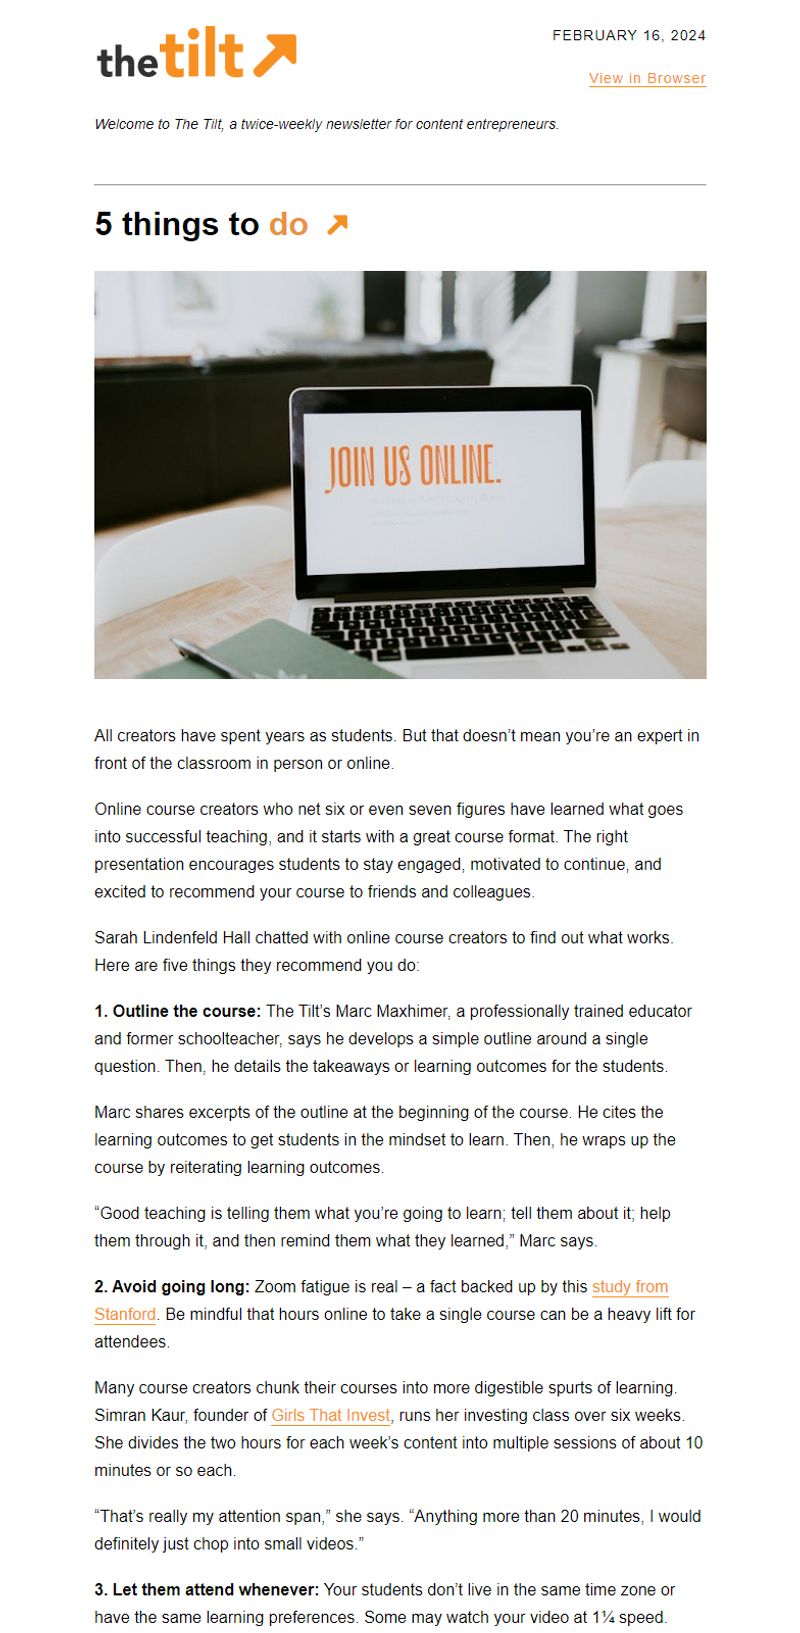 thetilt
FEBRUARY 16, 2024
View in Browser
Welcome to The Tilt, a twice-weekly newsletter for content entrepreneurs.
5 things to do
JOIN US ONLINE.
All creators have spent years as students. But that doesn’t mean you’re an expert in
front of the classroom in person or online.
Online course creators who net six or even seven figures have learned what goes
into successful teaching, and it starts with a great course format. The right
presentation encourages students to stay engaged, motivated to continue, and
excited to recommend your course to friends and colleagues.
Sarah Lindenfeld Hall chatted with online course creators to find out what works.
Here are five things they recommend you do:
1. Outline the course: The Tilt’s Marc Maxhimer, a professionally trained educator
and former schoolteacher, says he develops a simple outline around a single
question. Then, he details the takeaways or learning outcomes for the students.
Marc shares excerpts of the outline at the beginning of the course. He cites the
learning outcomes to get students in the mindset to learn. Then, he wraps up the
course by reiterating learning outcomes.
“Good teaching is telling them what you’re going to learn; tell them about it; help
them through it, and then remind them what they learned,” Marc says.
2. Avoid going long: Zoom fatigue is real – a fact backed up by this study from
Stanford. Be mindful that hours online to take a single course can be a heavy lift for
attendees.
Many course creators chunk their courses into more digestible spurts of learning.
Simran Kaur, founder of Girls That Invest, runs her investing class over six weeks.
She divides the two hours for each week’s content into multiple sessions of about 10
minutes or so each.
“That’s really my attention span,” she says. “Anything more than 20 minutes, I would
definitely just chop into small videos.”
3. Let them attend whenever: Your students don’t live in the same time zone or
have the same learning preferences. Some may watch your video at 1¼ speed.